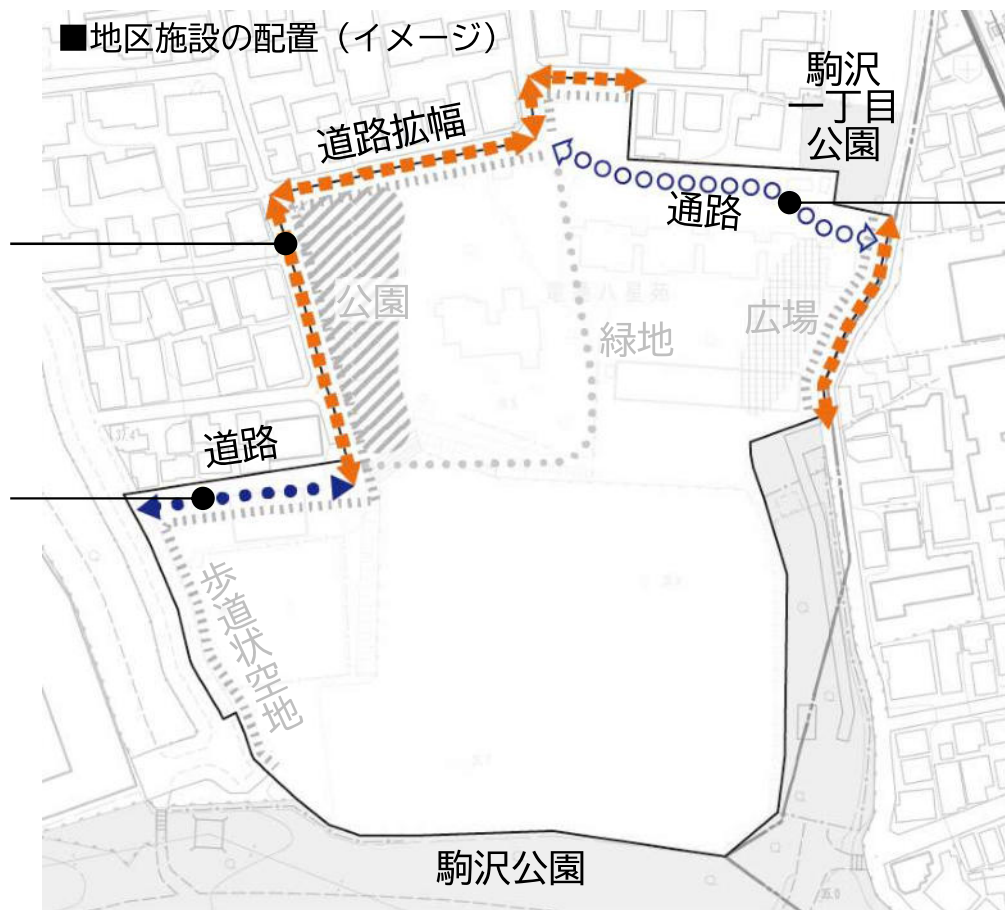 ■地区施設の配置（イメージ）
駒沢
一丁目
公園
道路拡幅
通路
公園
緑地
広場
道路
歩道状空地
駒沢公園